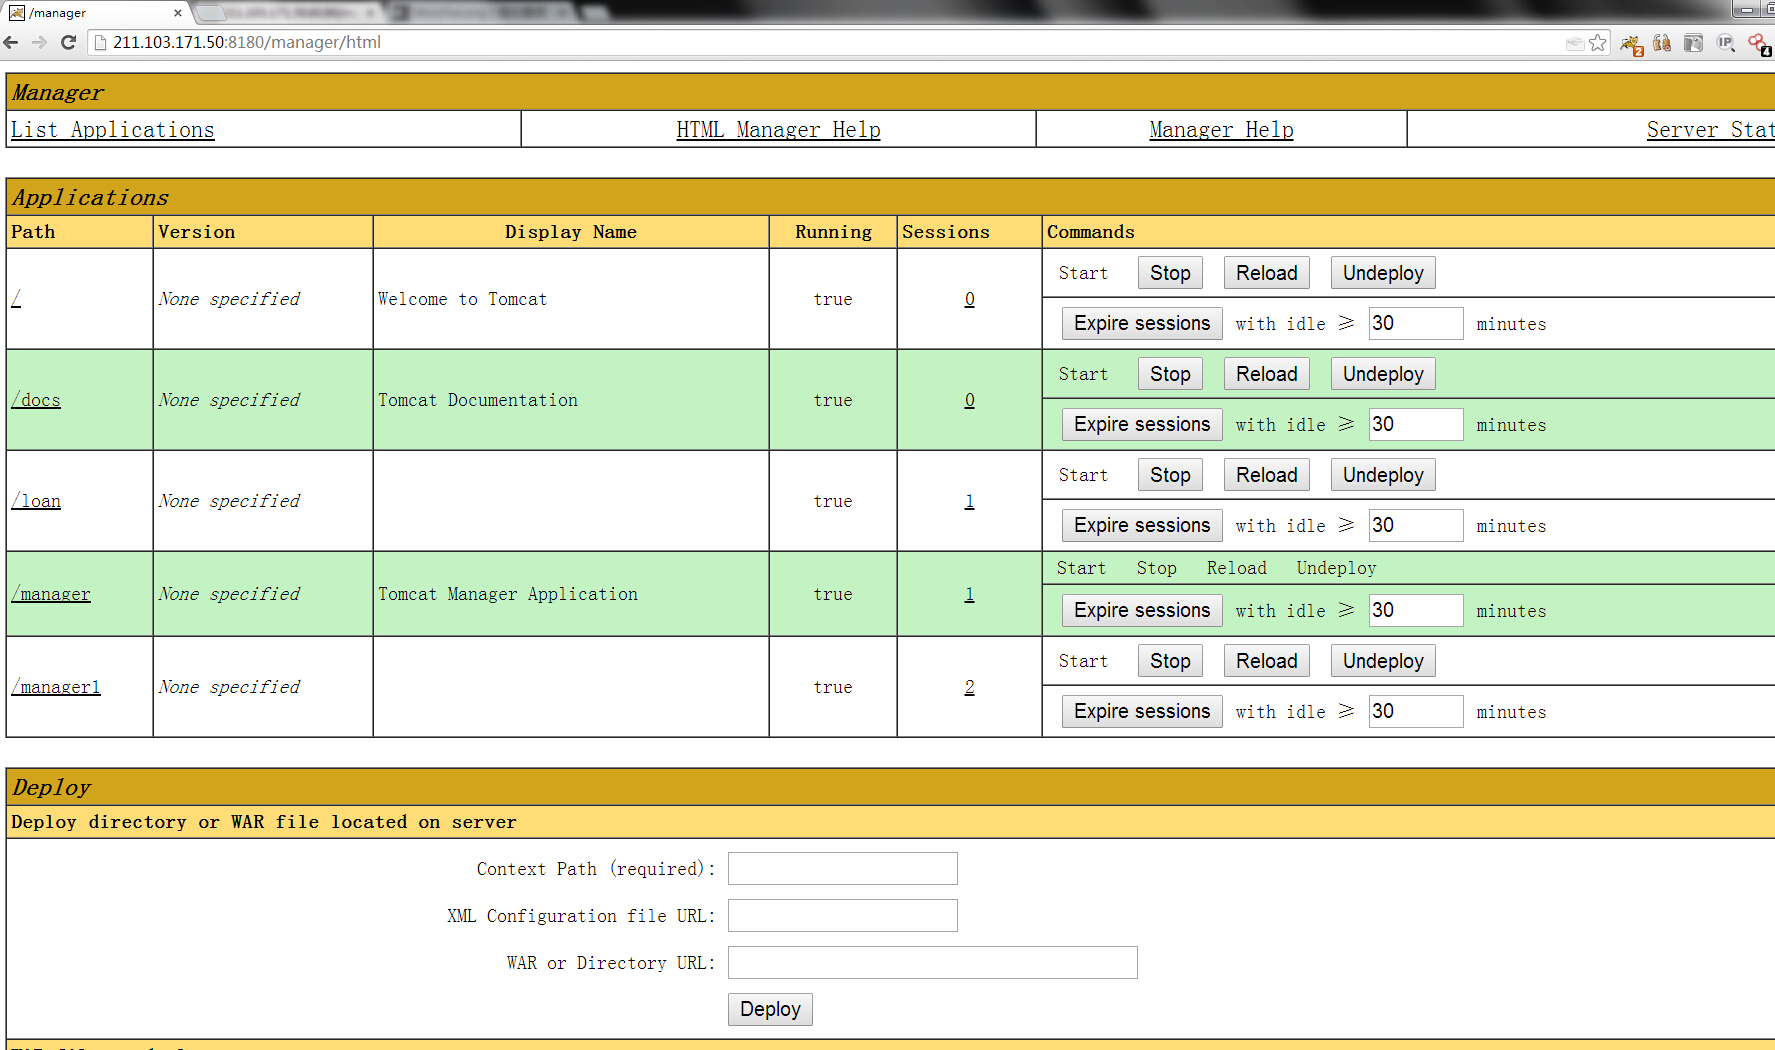 /manager
211.103.171.50:8180/manager/html
2 IP 4
Manager
List Applications HTML Manager Help Manager Help Server Stat
Applications
Path Version Display Name Running Sessions Commands
/ None specified Welcome to Tomcat true 0 Start Stop Reload Undeploy
Expire sessions with idle ≥ 30 minutes
/docs None specified Tomcat Documentation true 0 Start Stop Reload Undeploy
Expire sessions with idle ≥ 30 minutes
/loan None specified true 1 Start Stop Reload Undeploy
Expire sessions with idle ≥ 30 minutes
/manager None specified Tomcat Manager Application true 1 Start Stop Reload Undeploy
Expire sessions with idle ≥ 30 minutes
/manager1 None specified true 2 Start Stop Reload Undeploy
Expire sessions with idle ≥ 30 minutes
Deploy
Deploy directory or WAR file located on server
Context Path (required):
XML Configuration file URL:
WAR or Directory URL:
Deploy